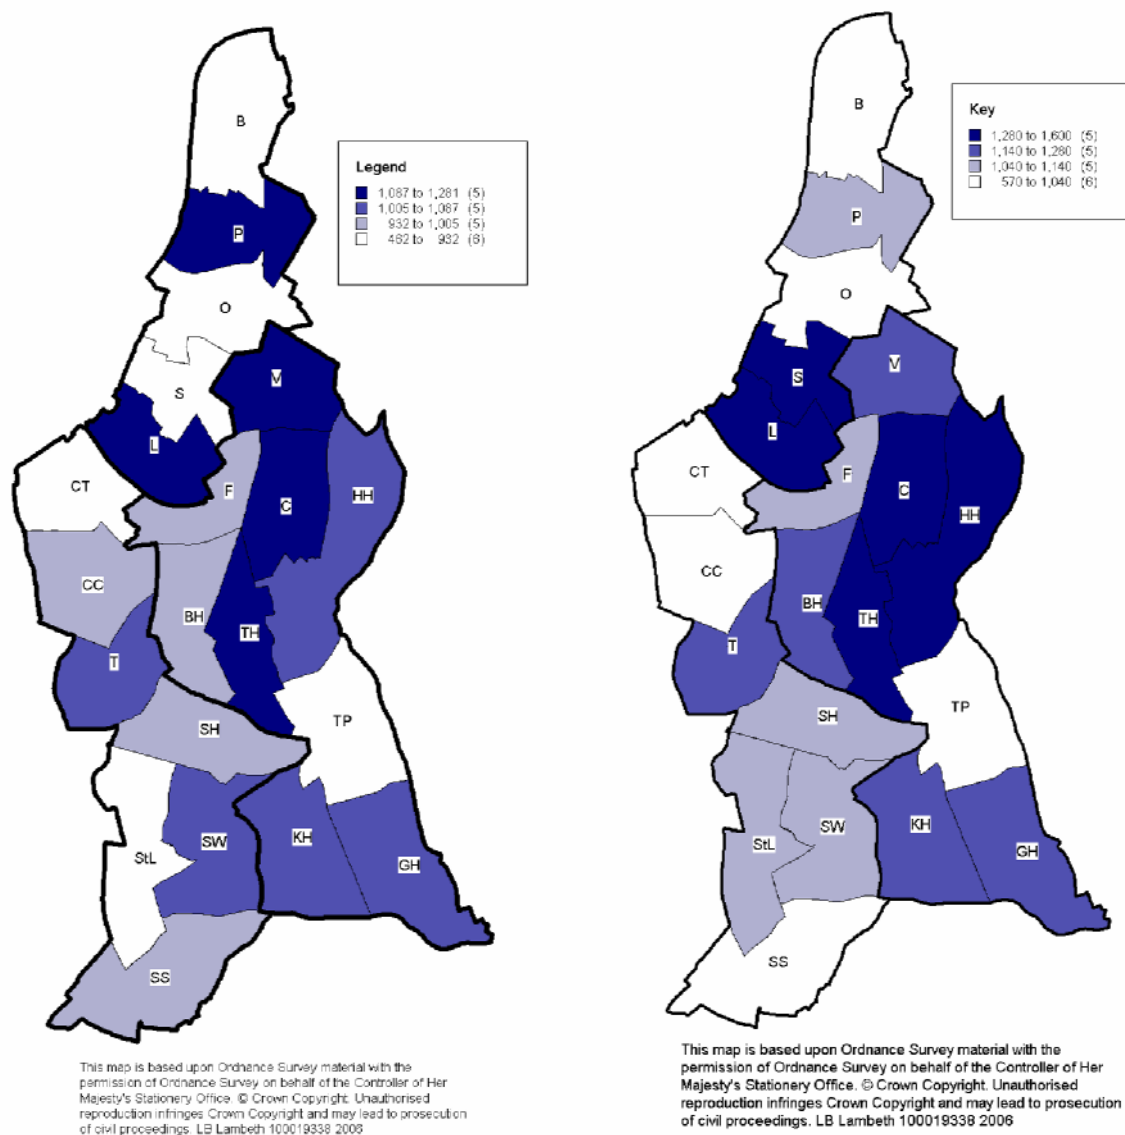 B
P
O
V
S
L
CT
F
C
HH
CC
BH
TH
T
SH
TP
SW
KH
StL
GH
SS
Legend
1,087 to 1,281 (5)
1,005 to 1,087 (5)
932 to 1,005 (5)
462 to 932 (6)
This map is based upon Ordnance Survey material with the
permission of Ordnance Survey on behalf of the Controller of Her
Majesty's Stationery Office. © Crown Copyright. Unauthorised
reproduction infringes Crown Copyright and may lead to prosecution
of civil proceedings. LB Lambeth 100019338 2006
B
P
O
V
S
L
CT
F
C
HH
CC
BH
TH
T
SH
TP
SW
KH
StL
GH
SS
Key
1,280 to 1,600 (5)
1,140 to 1,280 (5)
1,040 to 1,140 (5)
570 to 1,040 (6)
This map is based upon Ordnance Survey material with the
permission of Ordnance Survey on behalf of the Controller of Her
Majesty's Stationery Office. © Crown Copyright. Unauthorised
reproduction infringes Crown Copyright and may lead to prosecution
of civil proceedings. LB Lambeth 100019338 2006